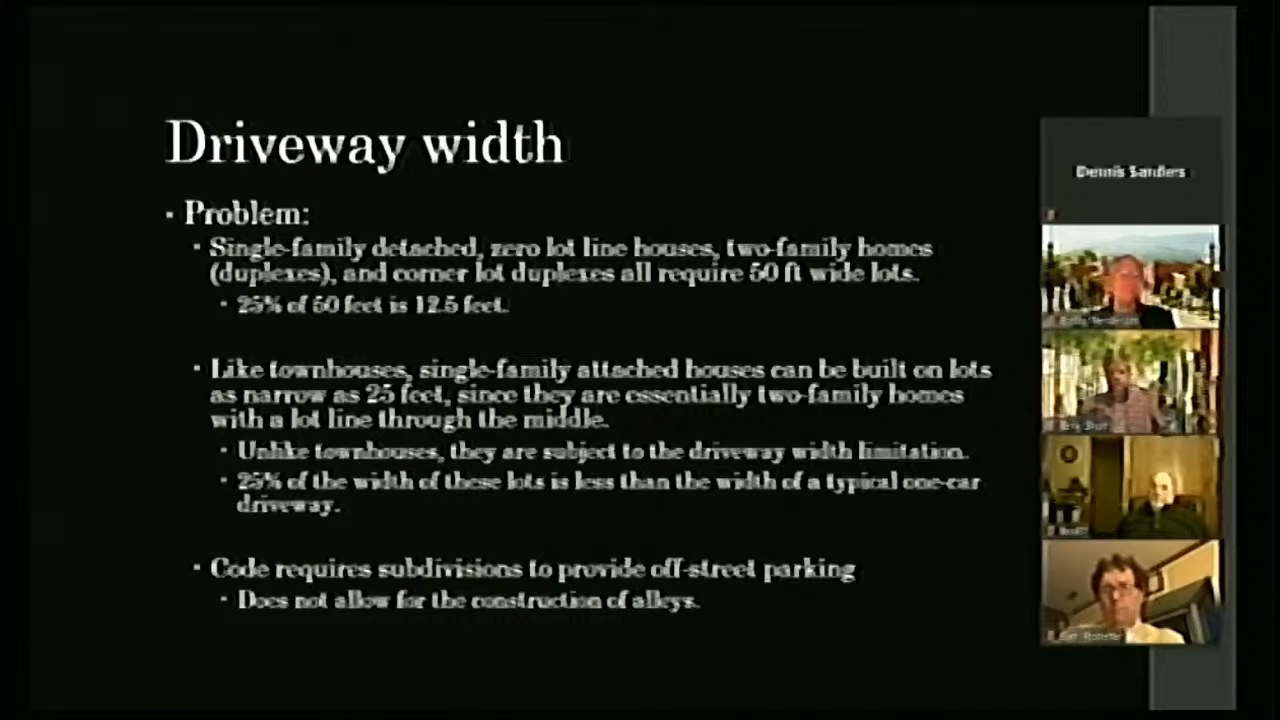 Driveway width
▪ Problem:
▪ Single-family detached, zero lot line houses, two-family homes
(duplexes), and corner lot duplexes all require 50 ft wide lots.
▪ 25% of 50 feet is 12.5 feet.
▪ Like townhouses, single-family attached houses can be built on lots
as narrow as 25 feet, since they are essentially two-family homes
with a lot line through the middle.
▪ Unlike townhouses, they are subject to the driveway width limitation.
▪ 25% of the width of these lots is less than the width of a typical one-car
driveway.
▪ Code requires subdivisions to provide off-street parking
▪ Does not allow for the construction of alleys.
Dennis Sanders